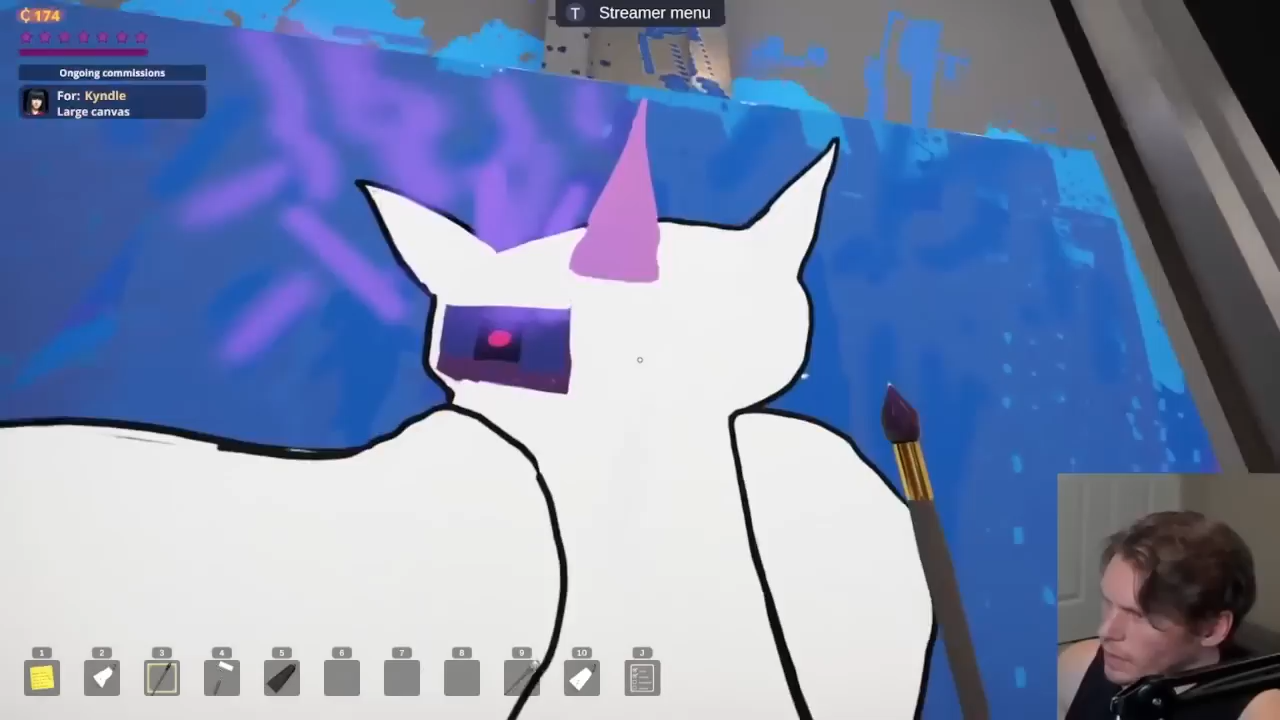 ₵ 174
T Streamer menu
Ongoing commissions
For: Kyndle
Large canvas
1 2 3 4 5 6 7 8 9 10 J